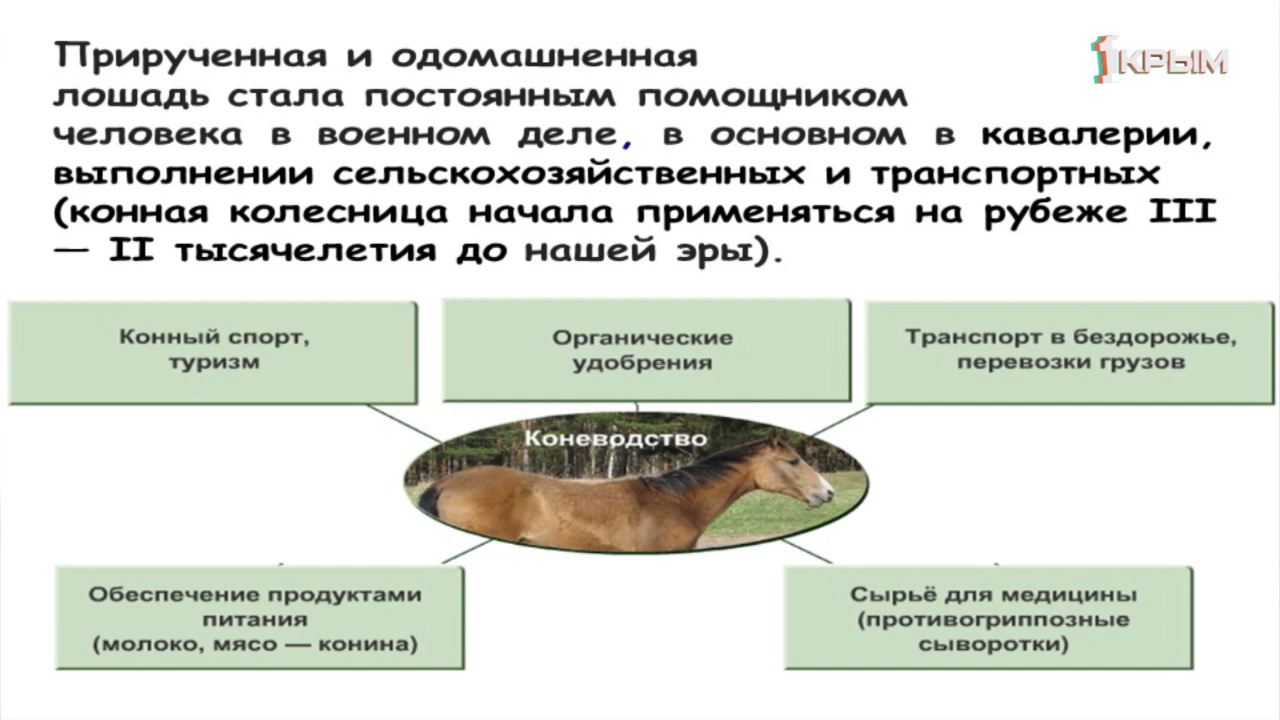 Прирученная и одомашненная
лошадь стала постоянным помощником
человека в военном деле, в основном в кавалерии,
выполнении сельскохозяйственных и транспортных
(конная колесница начала применяться на рубеже III
— II тысячелетия до нашей эры).
1КРЫМ
Конный спорт,
туризм
Органические
удобрения
Транспорт в бездорожье,
перевозки грузов
Коневодство
Обеспечение продуктами
питания
(молоко, мясо — конина)
Сырьё для медицины
(противогриппозные
сыворотки)